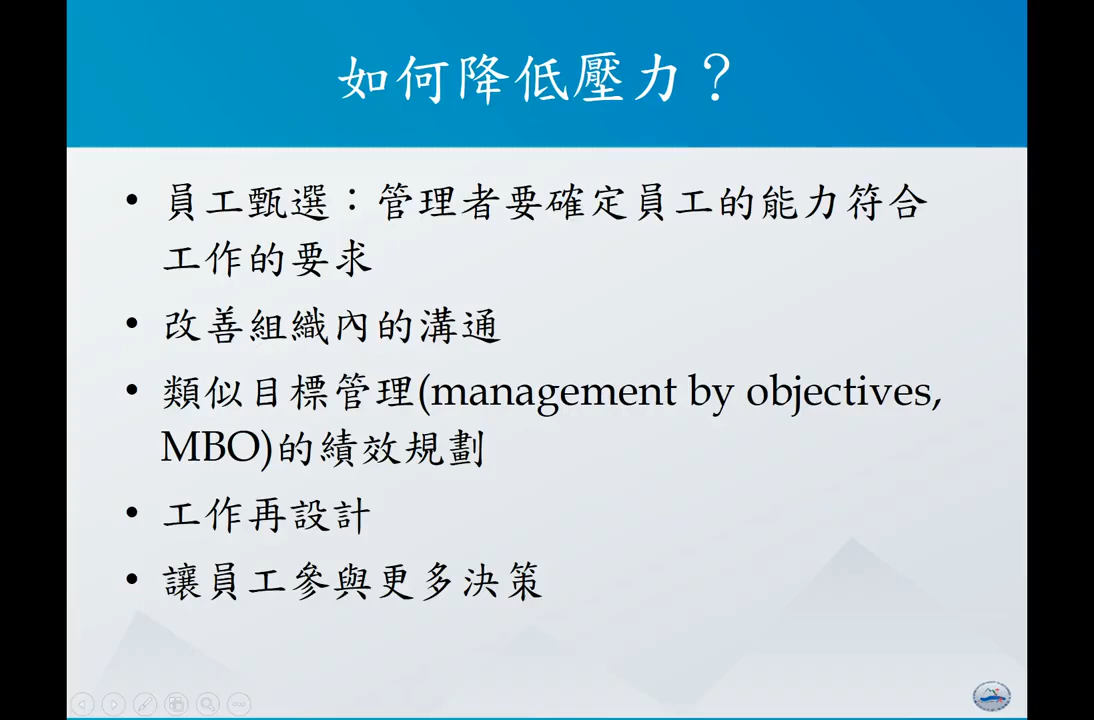 如何降低壓力？
• 員工甄選：管理者要確定員工的能力符合
工作的要求
• 改善組織內的溝通
• 類似目標管理(management by objectives,
MBO)的績效規劃
• 工作再設計
• 讓員工參與更多決策